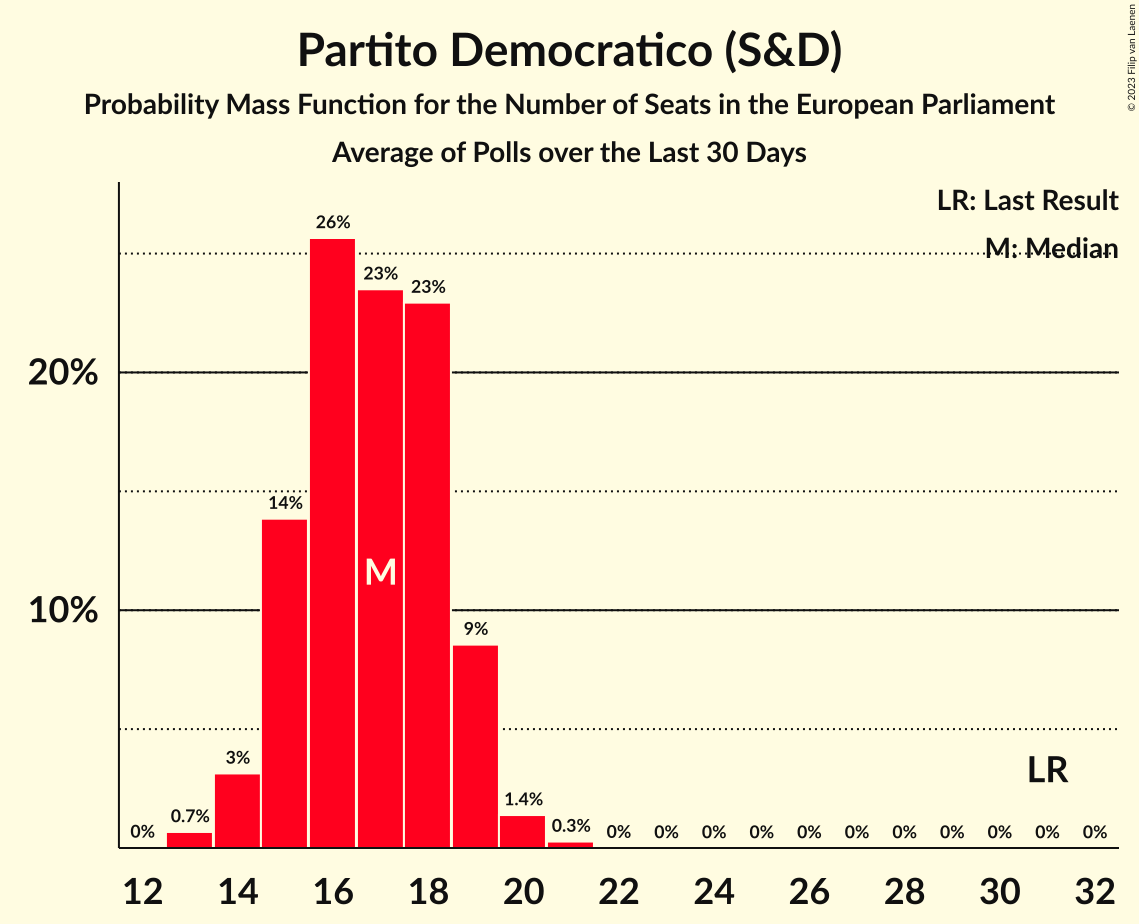 Partito Democratico (S&D)
Probability Mass Function for the Number of Seats in the European Parliament
Average of Polls over the Last 30 Days
© 2023 Filip van Laenen
LR: Last Result
M: Median
20%
10%
0%
0.7%
3%
14%
26%
23%
23%
9%
1.4%
0.3%
0%
0%
0%
0%
0%
0%
0%
0%
0%
0%
0%
M
LR
12 14 16 18 20 22 24 26 28 30 32